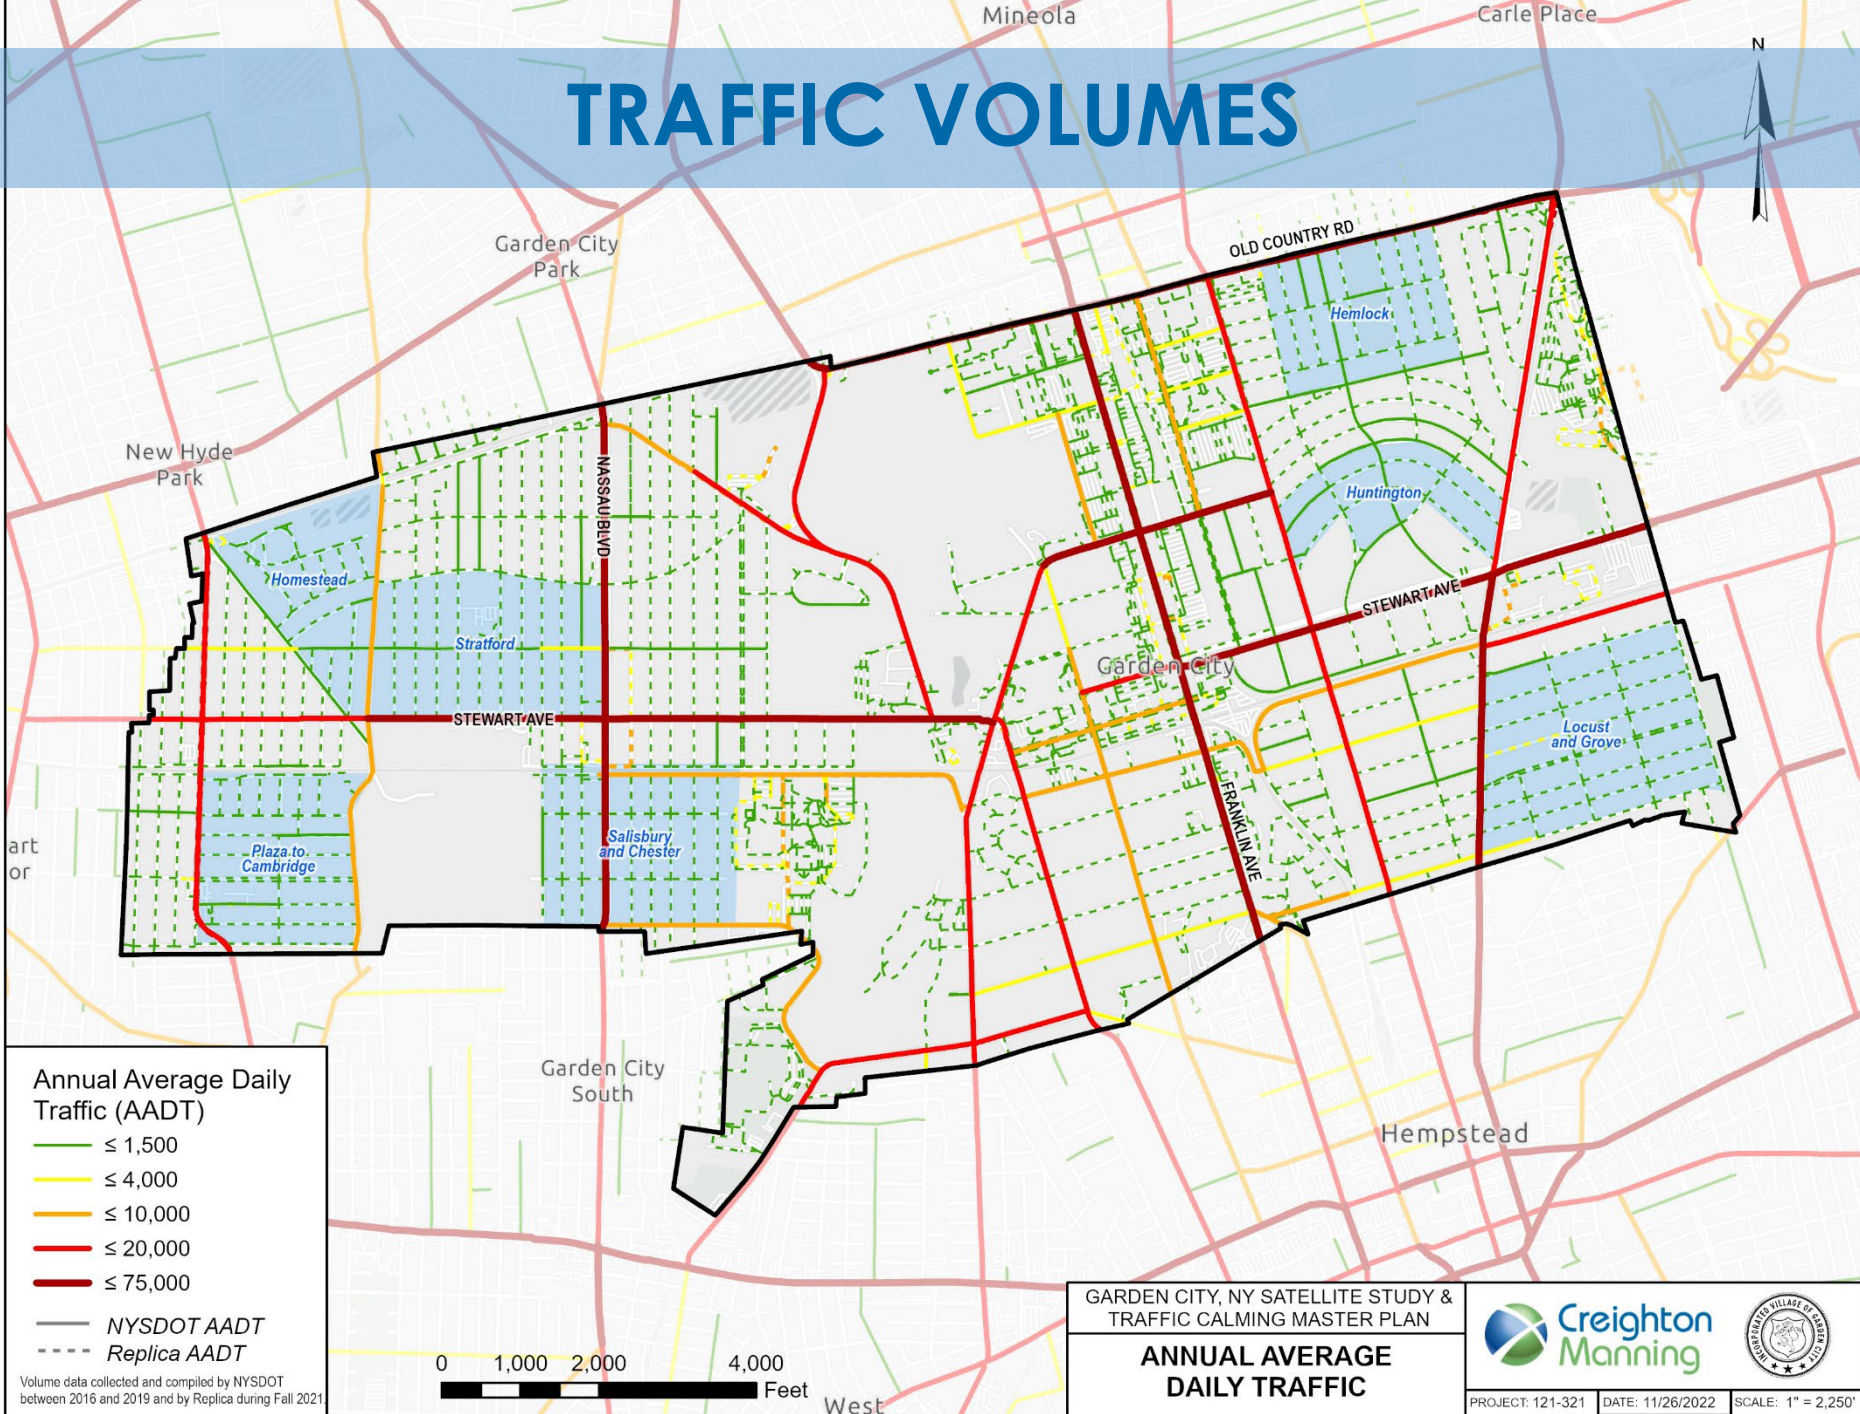 Mineola
Carle Place
N
TRAFFIC VOLUMES
OLD COUNTRY RD
Garden City
Park
Hemlock
New Hyde
Park
NASSAU BLVD
Huntington
Homestead
STEWART AVE
Stratford
Garden City
STEWART AVE
Locust
and Grove
FRANKLIN AVE
Salisbury
and Chester
art
or
Plaza to
Cambridge
Garden City
South
Hempstead
West
Annual Average Daily
Traffic (AADT)
≤ 1,500
≤ 4,000
≤ 10,000
≤ 20,000
≤ 75,000
NYSDOT AADT
Replica AADT
Volume data collected and compiled by NYSDOT
between 2016 and 2019 and by Replica during Fall 2021.
0 1,000 2,000 4,000
Feet
GARDEN CITY, NY SATELLITE STUDY &
TRAFFIC CALMING MASTER PLAN
ANNUAL AVERAGE
DAILY TRAFFIC
Creighton
Manning
INCORPORATED VILLAGE OF GARDEN CITY
PROJECT: 121-321
DATE: 11/26/2022
SCALE: 1" = 2,250'